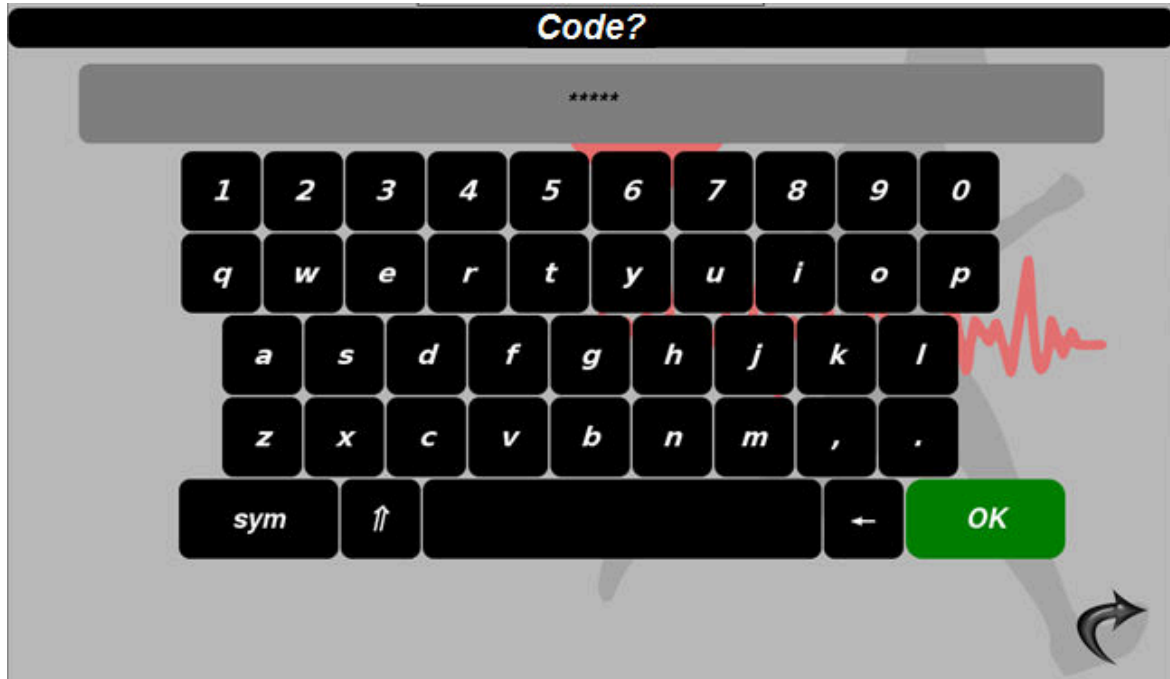 Code?
*****
1 2 3 4 5 6 7 8 9 0
q w e r t y u i o p
a s d f g h j k l
z x c v b n m , .
sym ⇑ ← OK